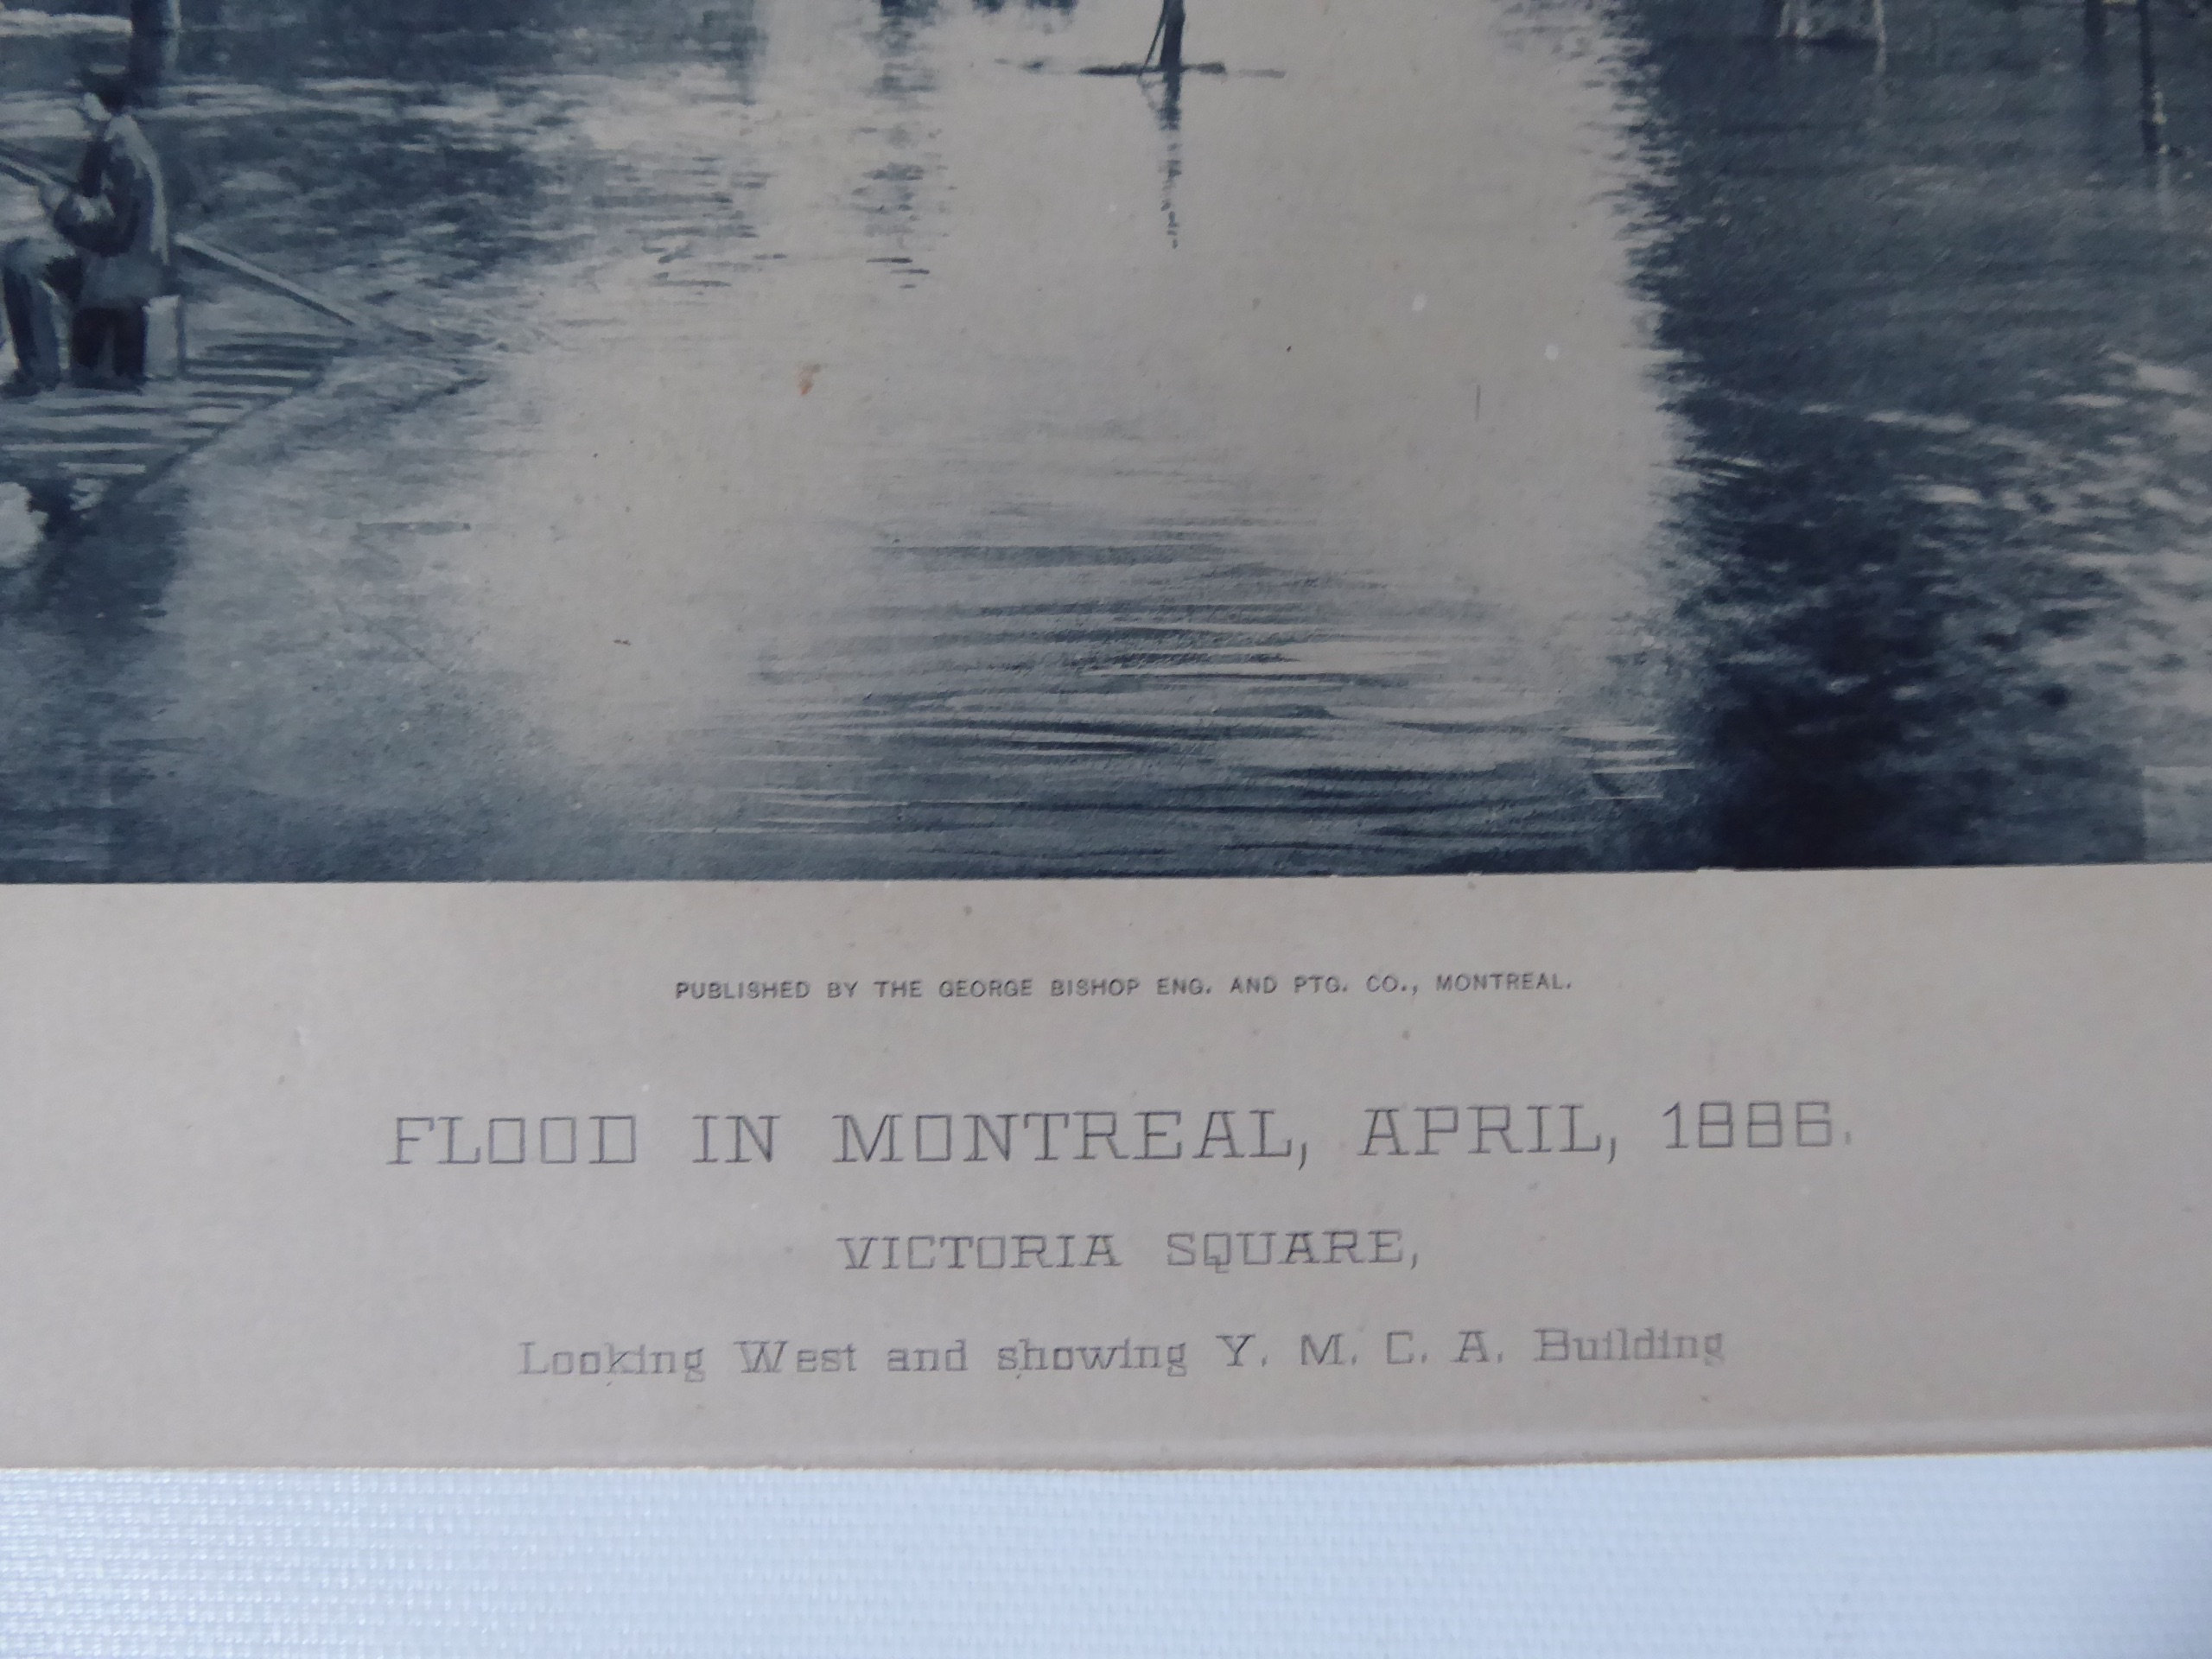 PUBLISHED BY THE GEORGE BISHOP ENG. AND PTG. CO., MONTREAL.
FLOOD IN MONTREAL, APRIL, 1886.
VICTORIA SQUARE,
Looking West and showing Y. M. C. A. Building